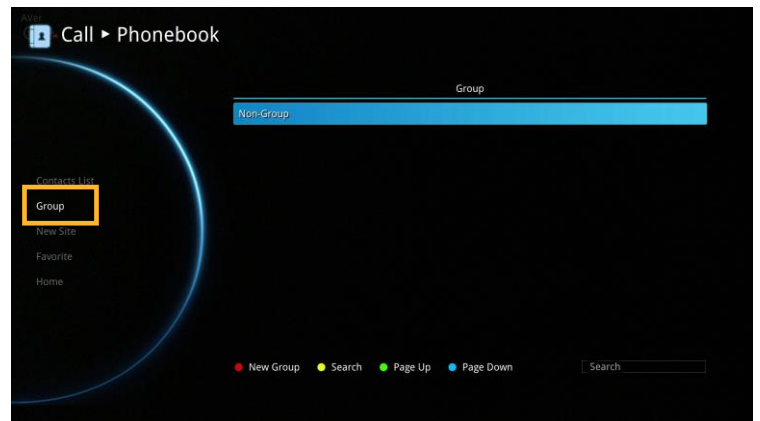 AVer
Call ▸ Phonebook
Group
Non-Group
Contacts List
Group
New Site
Favorite
Home
New Group
Search
Page Up
Page Down
Search